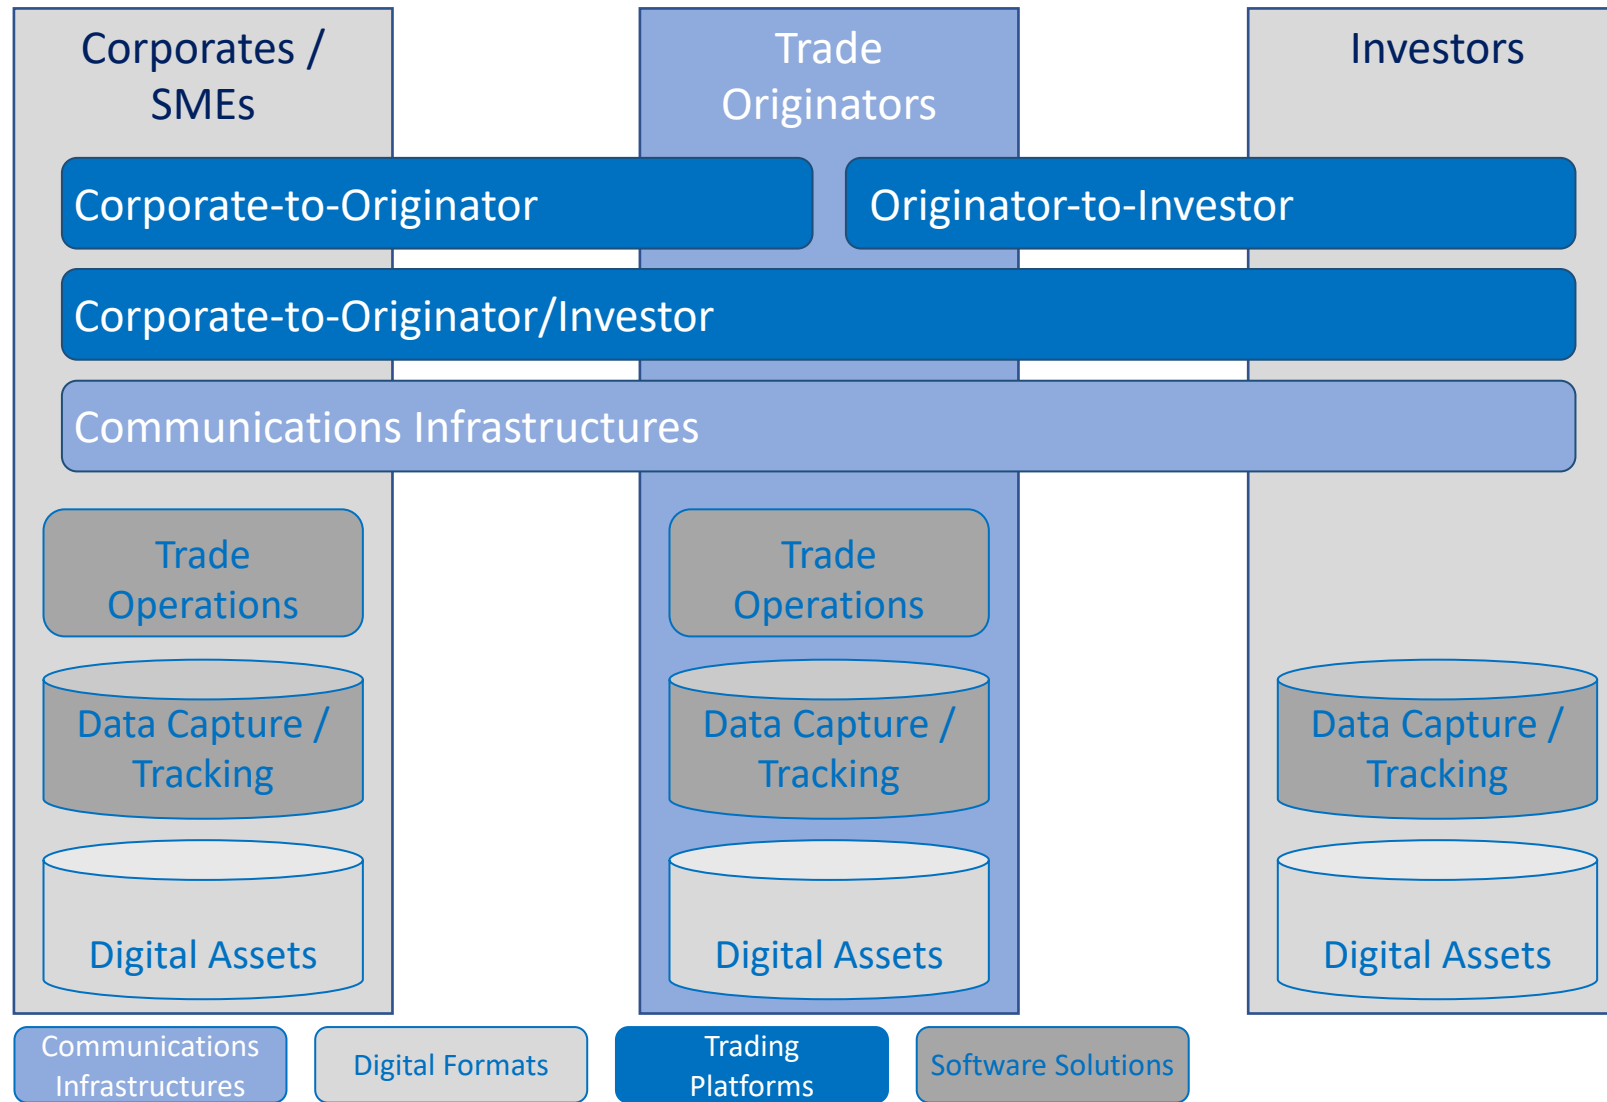 Corporates /
SMEs
Trade
Originators
Investors
Corporate-to-Originator
Originator-to-Investor
Corporate-to-Originator/Investor
Communications Infrastructures
Trade
Operations
Trade
Operations
Data Capture /
Tracking
Data Capture /
Tracking
Data Capture /
Tracking
Digital Assets
Digital Assets
Digital Assets
Communications
Infrastructures
Digital Formats
Trading
Platforms
Software Solutions